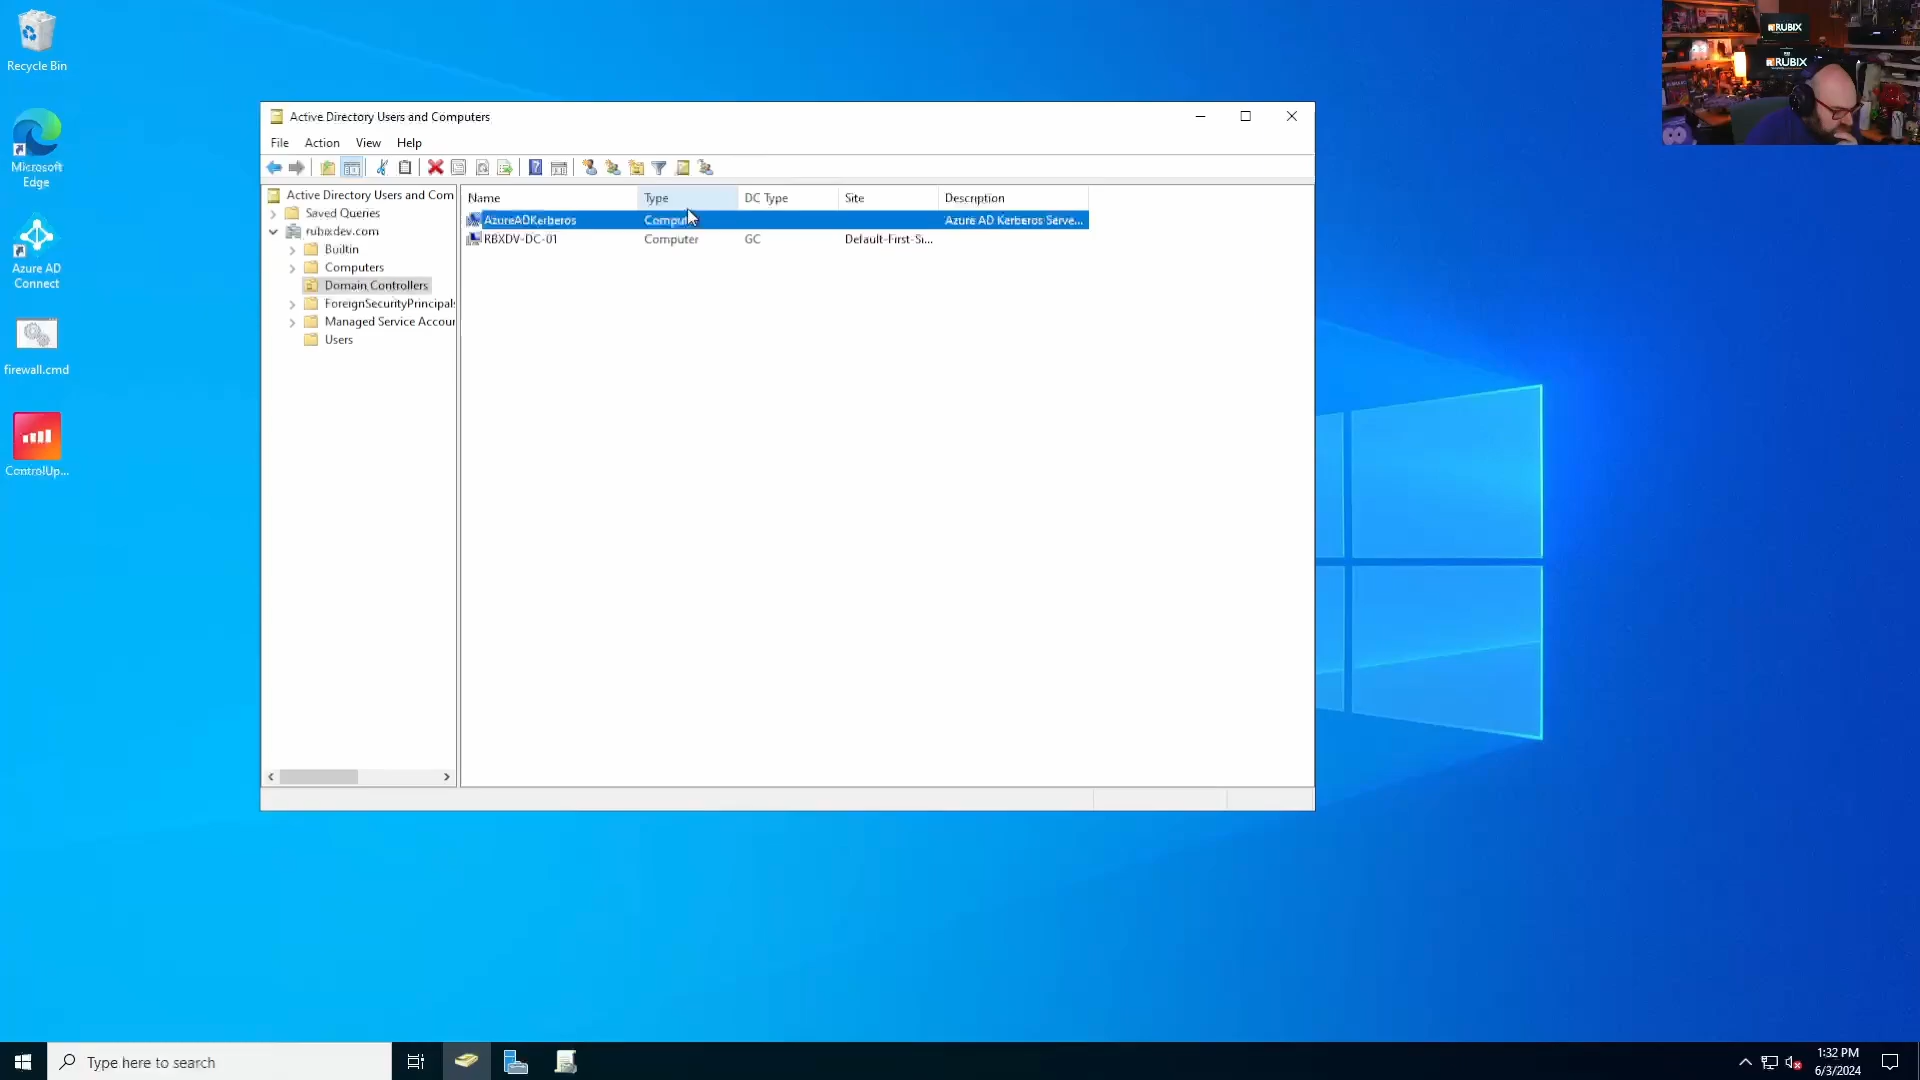 Recycle Bin
Microsoft
Edge
Azure AD
Connect
firewall.cmd
ControlUp...
RUBIX
RUBIX
Active Directory Users and Computers
File Action View Help
Active Directory Users and Com
Saved Queries
rubixdev.com
Builtin
Computers
Domain Controllers
ForeignSecurityPrincipals
Managed Service Accour
Users
Name Type DC Type Site Description
AzureADKerberos Computer Azure AD Kerberos Serve...
RBXDV-DC-01 Computer GC Default-First-Si...
Type here to search
1:32 PM
6/3/2024